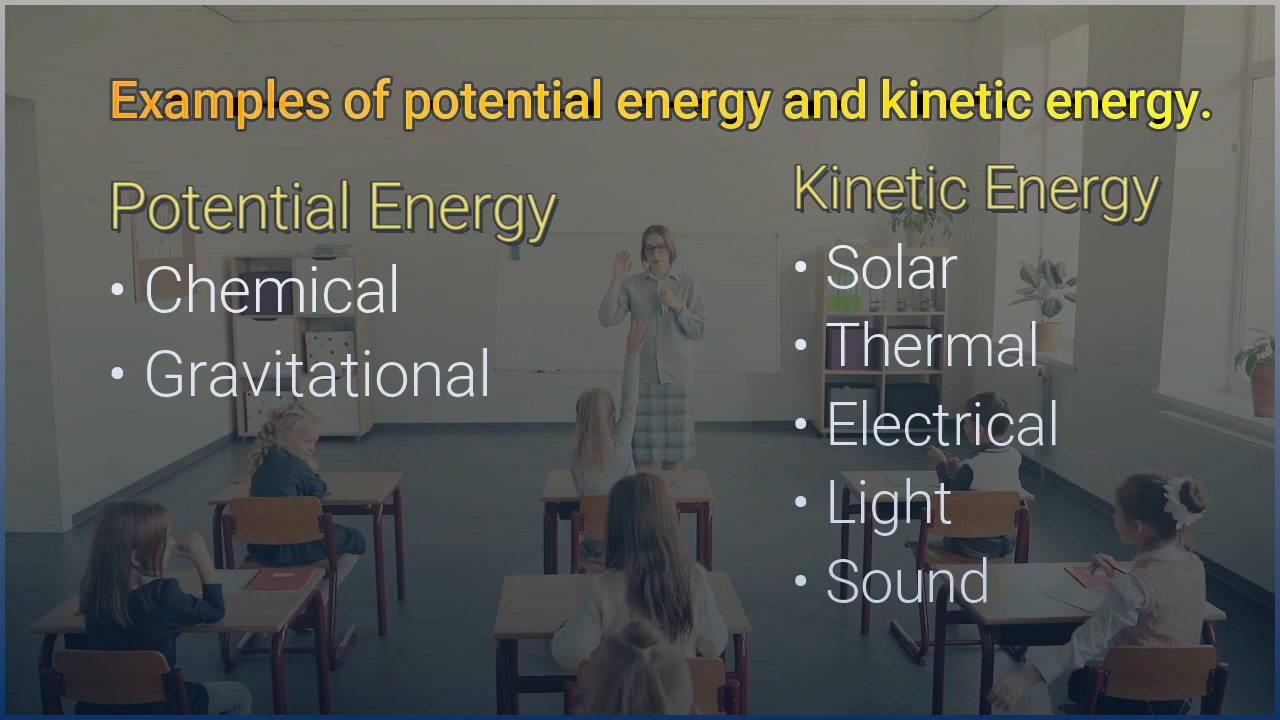 Examples of potential energy and kinetic energy.
Potential Energy
• Chemical
• Gravitational
Kinetic Energy
• Solar
• Thermal
• Electrical
• Light
• Sound